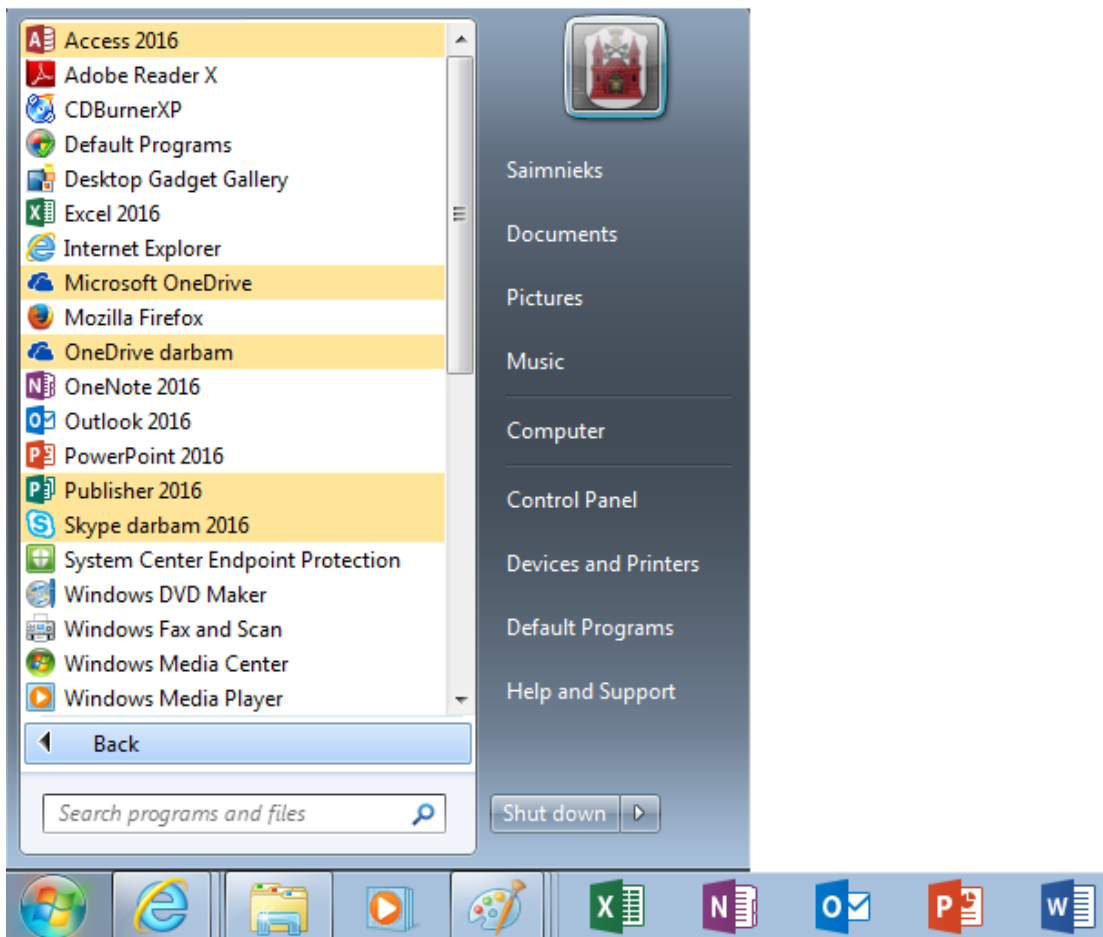 Access 2016
Adobe Reader X
CDBurnerXP
Default Programs
Desktop Gadget Gallery
Excel 2016
Internet Explorer
Microsoft OneDrive
Mozilla Firefox
OneDrive darbam
OneNote 2016
Outlook 2016
PowerPoint 2016
Publisher 2016
Skype darbam 2016
System Center Endpoint Protection
Windows DVD Maker
Windows Fax and Scan
Windows Media Center
Windows Media Player
Back
Search programs and files
Saimnieks
Documents
Pictures
Music
Computer
Control Panel
Devices and Printers
Default Programs
Help and Support
Shut down